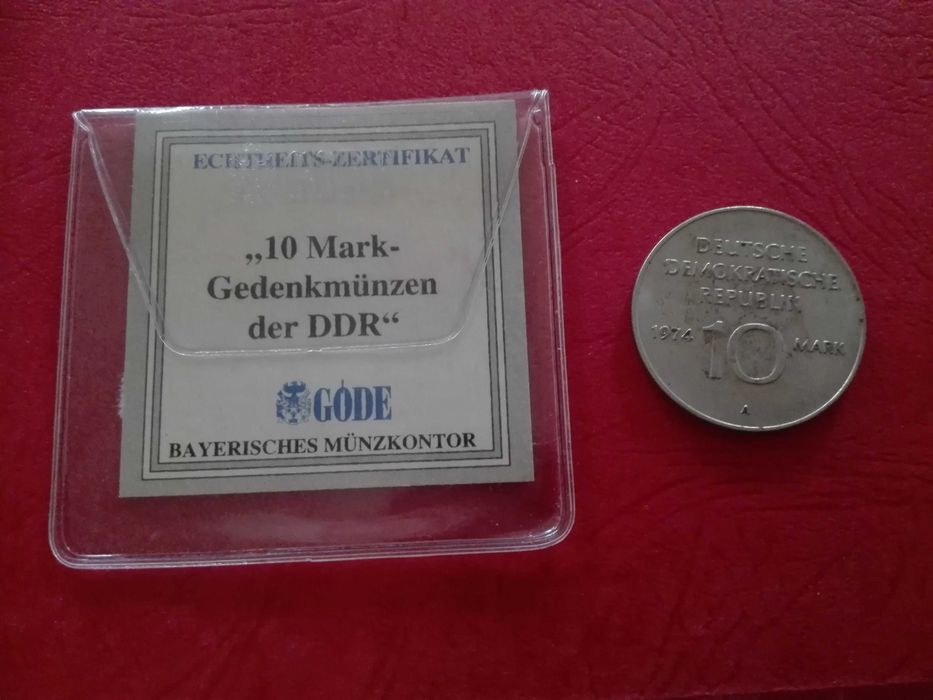 ECHTHEITS-ZERTIFIKAT
„10 Mark-
Gedenkmünzen
der DDR“
GÖDE
BAYERISCHES MÜNZKONTOR
DEUTSCHE
DEMOKRATISCHE
REPUBLIK
1974 10 MARK
A